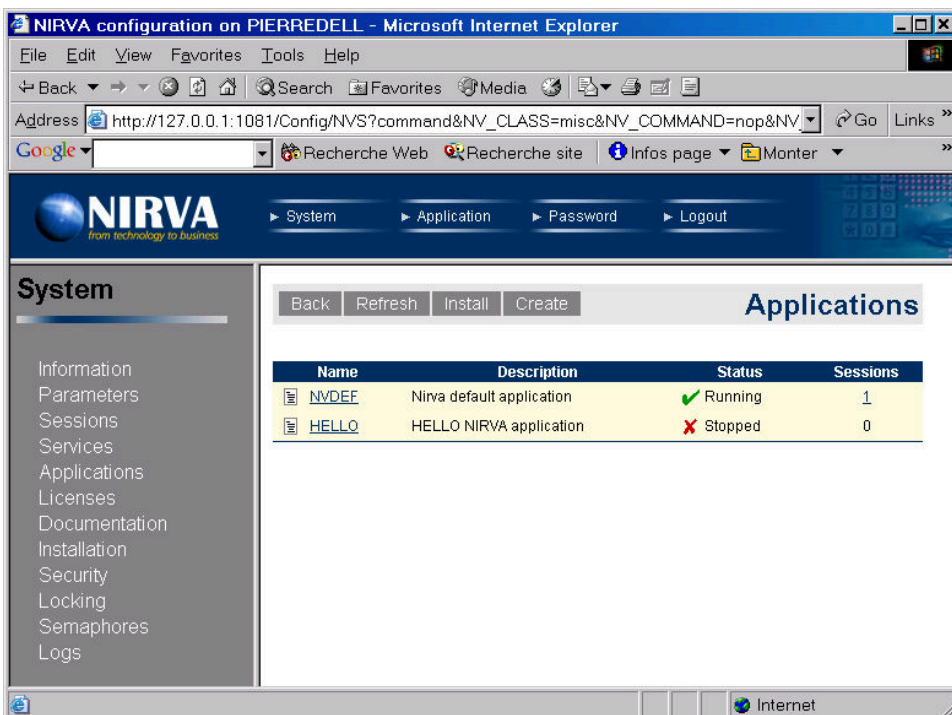 NIRVA configuration on PIERREDELL - Microsoft Internet Explorer
File Edit View Favorites Tools Help
Back Search Favorites Media
Address http://127.0.0.1:1081/Config/NVS?command&NV_CLASS=misc&NV_COMMAND=nop&NV_ Go Links »
Google Recherche Web Recherche site Infos page Monter »
NIRVA
from technology to business
System Application Password Logout
System
Back Refresh Install Create Applications
Information
Parameters
Sessions
Services
Applications
Licenses
Documentation
Installation
Security
Locking
Semaphores
Logs
Name Description Status Sessions
NVDEF Nirva default application Running 1
HELLO HELLO NIRVA application Stopped 0
Internet